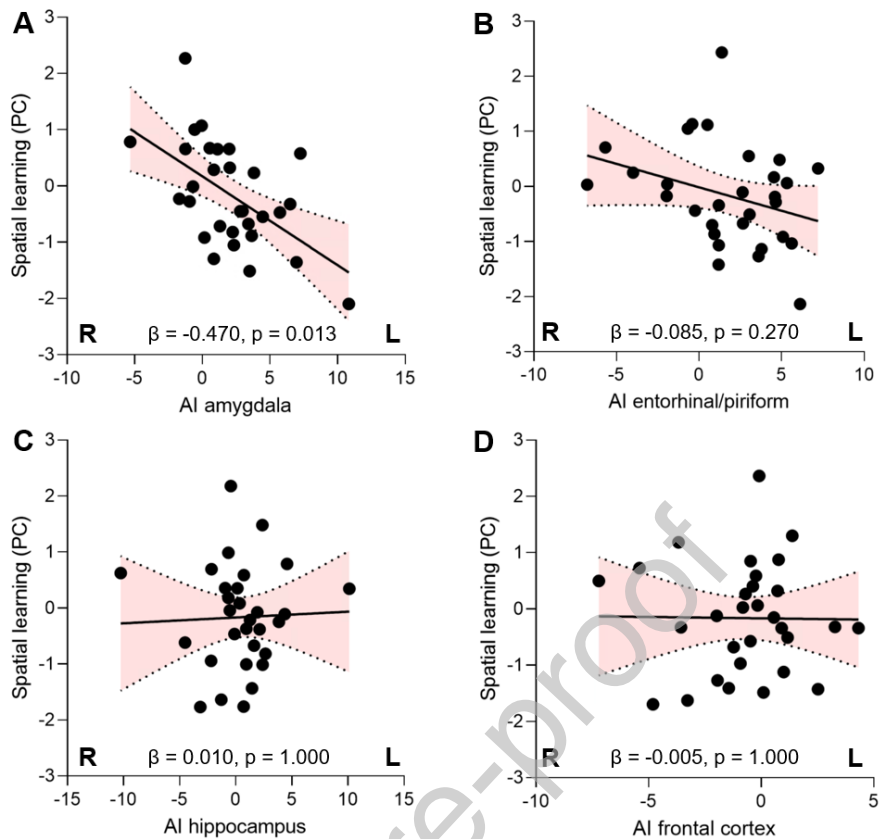 A
Spatial learning (PC)
3
2
1
0
-1
-2
-3
R
β = -0.470, p = 0.013
L
-10
-5
0
5
10
15
AI amygdala
B
Spatial learning (PC)
3
2
1
0
-1
-2
-3
R
β = -0.085, p = 0.270
L
-10
-5
0
5
10
AI entorhinal/piriform
C
Spatial learning (PC)
3
2
1
0
-1
-2
-3
R
β = 0.010, p = 1.000
L
-15
-10
-5
0
5
10
15
AI hippocampus
D
Spatial learning (PC)
3
2
1
0
-1
-2
-3
R
β = -0.005, p = 1.000
L
-10
-5
0
5
AI frontal cortex
re-proof